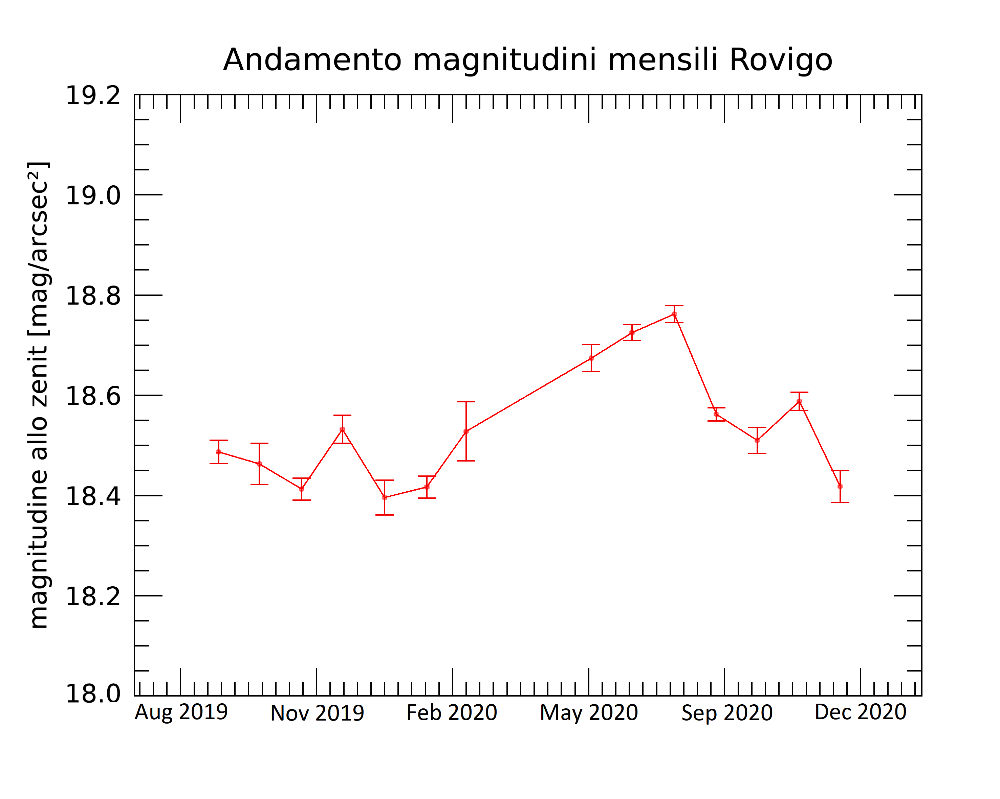 Andamento magnitudini mensili Rovigo
magnitudine allo zenit [mag/arcsec²]
19.2
19.0
18.8
18.6
18.4
18.2
18.0
Aug 2019 Nov 2019 Feb 2020 May 2020 Sep 2020 Dec 2020